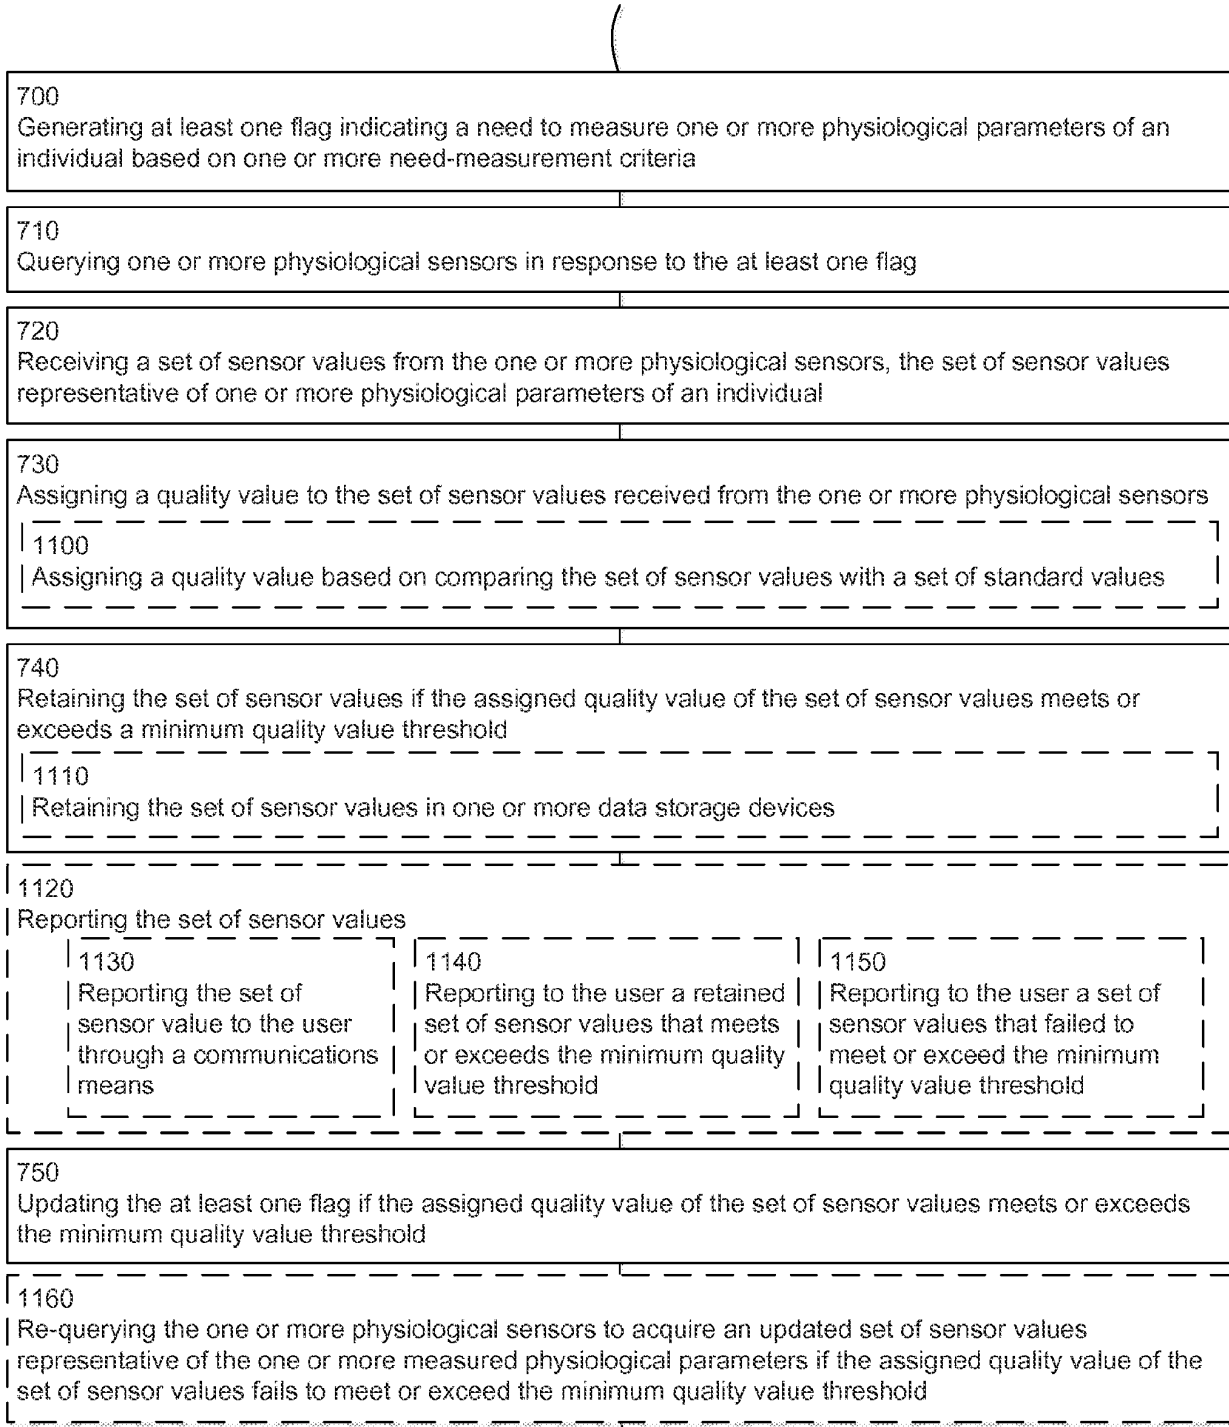 700
Generating at least one flag indicating a need to measure one or more physiological parameters of an
individual based on one or more need-measurement criteria
710
Querying one or more physiological sensors in response to the at least one flag
720
Receiving a set of sensor values from the one or more physiological sensors, the set of sensor values
representative of one or more physiological parameters of an individual
730
Assigning a quality value to the set of sensor values received from the one or more physiological sensors
1100
Assigning a quality value based on comparing the set of sensor values with a set of standard values
740
Retaining the set of sensor values if the assigned quality value of the set of sensor values meets or
exceeds a minimum quality value threshold
1110
Retaining the set of sensor values in one or more data storage devices
1120
Reporting the set of sensor values
1130
Reporting the set of
sensor value to the user
through a communications
means
1140
Reporting to the user a retained
set of sensor values that meets
or exceeds the minimum quality
value threshold
1150
Reporting to the user a set of
sensor values that failed to
meet or exceed the minimum
quality value threshold
750
Updating the at least one flag if the assigned quality value of the set of sensor values meets or exceeds
the minimum quality value threshold
1160
Re-querying the one or more physiological sensors to acquire an updated set of sensor values
representative of the one or more measured physiological parameters if the assigned quality value of the
set of sensor values fails to meet or exceed the minimum quality value threshold